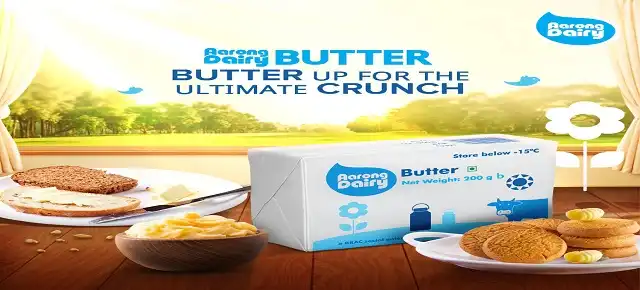 Aarong
Dairy
Aarong
Dairy BUTTER
BUTTER UP FOR THE
ULTIMATE CRUNCH
Store below -15°C
Aarong
Dairy
Butter
Net Weight: 200 g